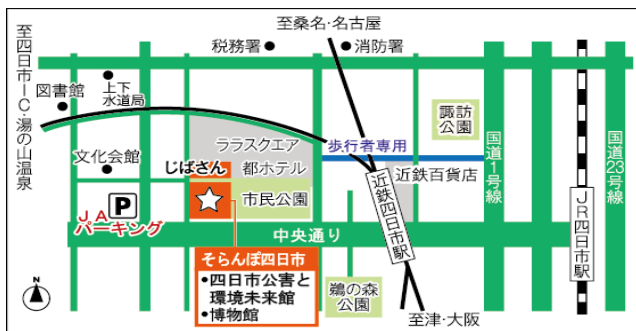 至桑名・名古屋
税務署
消防署
至四日市IC・湯の山温泉
図書館
上下
水道局
諏訪
公園
ララスクエア
歩行者専用
文化会館
じばさん
都ホテル
近鉄百貨店
国道1号線
国道23号線
P
JA
パーキング
市民公園
近鉄四日市駅
JR四日市駅
中央通り
そらんぽ四日市
•四日市公害と
環境未来館
•博物館
鵜の森
公園
N
至津・大阪